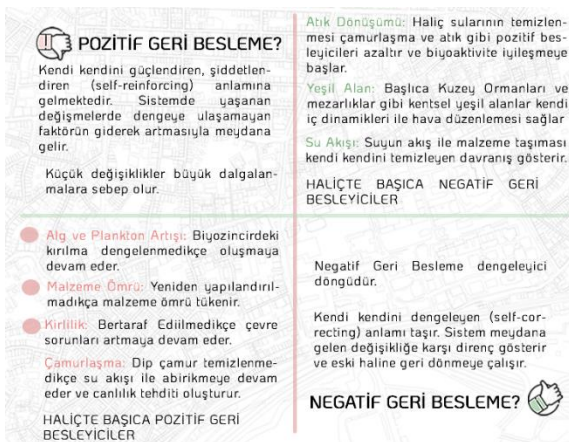 POZİTİF GERİ BESLEME?
Kendi kendini güçlendiren, şiddetlen-
diren (self-reinforcing) anlamına
gelmektedir. Sistemde yaşanan
değişmelerde dengeye ulaşamayan
faktörün giderek artmasıyla meydana
gelir.
Küçük değişiklikler büyük dalgalan-
malara sebep olur.
Atık Dönüşümü: Haliç sularının temizlen-
mesi çamurlaşma ve atık gibi pozitif bes-
leyicileri azaltır ve biyoaktivite iyileşmeye
başlar.
Yeşil Alan: Başlıca Kuzey Ormanları ve
mezarlıklar gibi kentsel yeşil alanlar kendi
iç dinamikleri ile hava düzenlemesi sağlar
Su Akışı: Suyun akış ile malzeme taşıması
kendi kendini temizleyen davranış gösterir.
HALİÇTE BAŞICA NEGATİF GERİ
BESLEYİCİLER
Alg ve Plankton Artışı: Biyozincirdeki
kırılma dengelenmedikçe oluşmaya
devam eder.
Malzeme Ömrü: Yeniden yapılandırıl-
madıkça malzeme ömrü tükenir.
Kirlilik: Bertaraf Ediilmedikçe çevre
sorunları artmaya devam eder.
Çamurlaşma: Dip çamur temizlenme-
dikçe su akışı ile abirikmeye devam
eder ve canlılık tehditi oluşturur.
HALİÇTE BAŞICA POZİTİF GERİ
BESLEYİCİLER
Negatif Geri Besleme dengeleyici
döngüdür.
Kendi kendini dengeleyen (self-cor-
recting) anlamı taşır. Sistem meydana
gelen değişikliğe karşı direnç gösterir
ve eski haline geri dönmeye çalışır.
NEGATİF GERİ BESLEME?